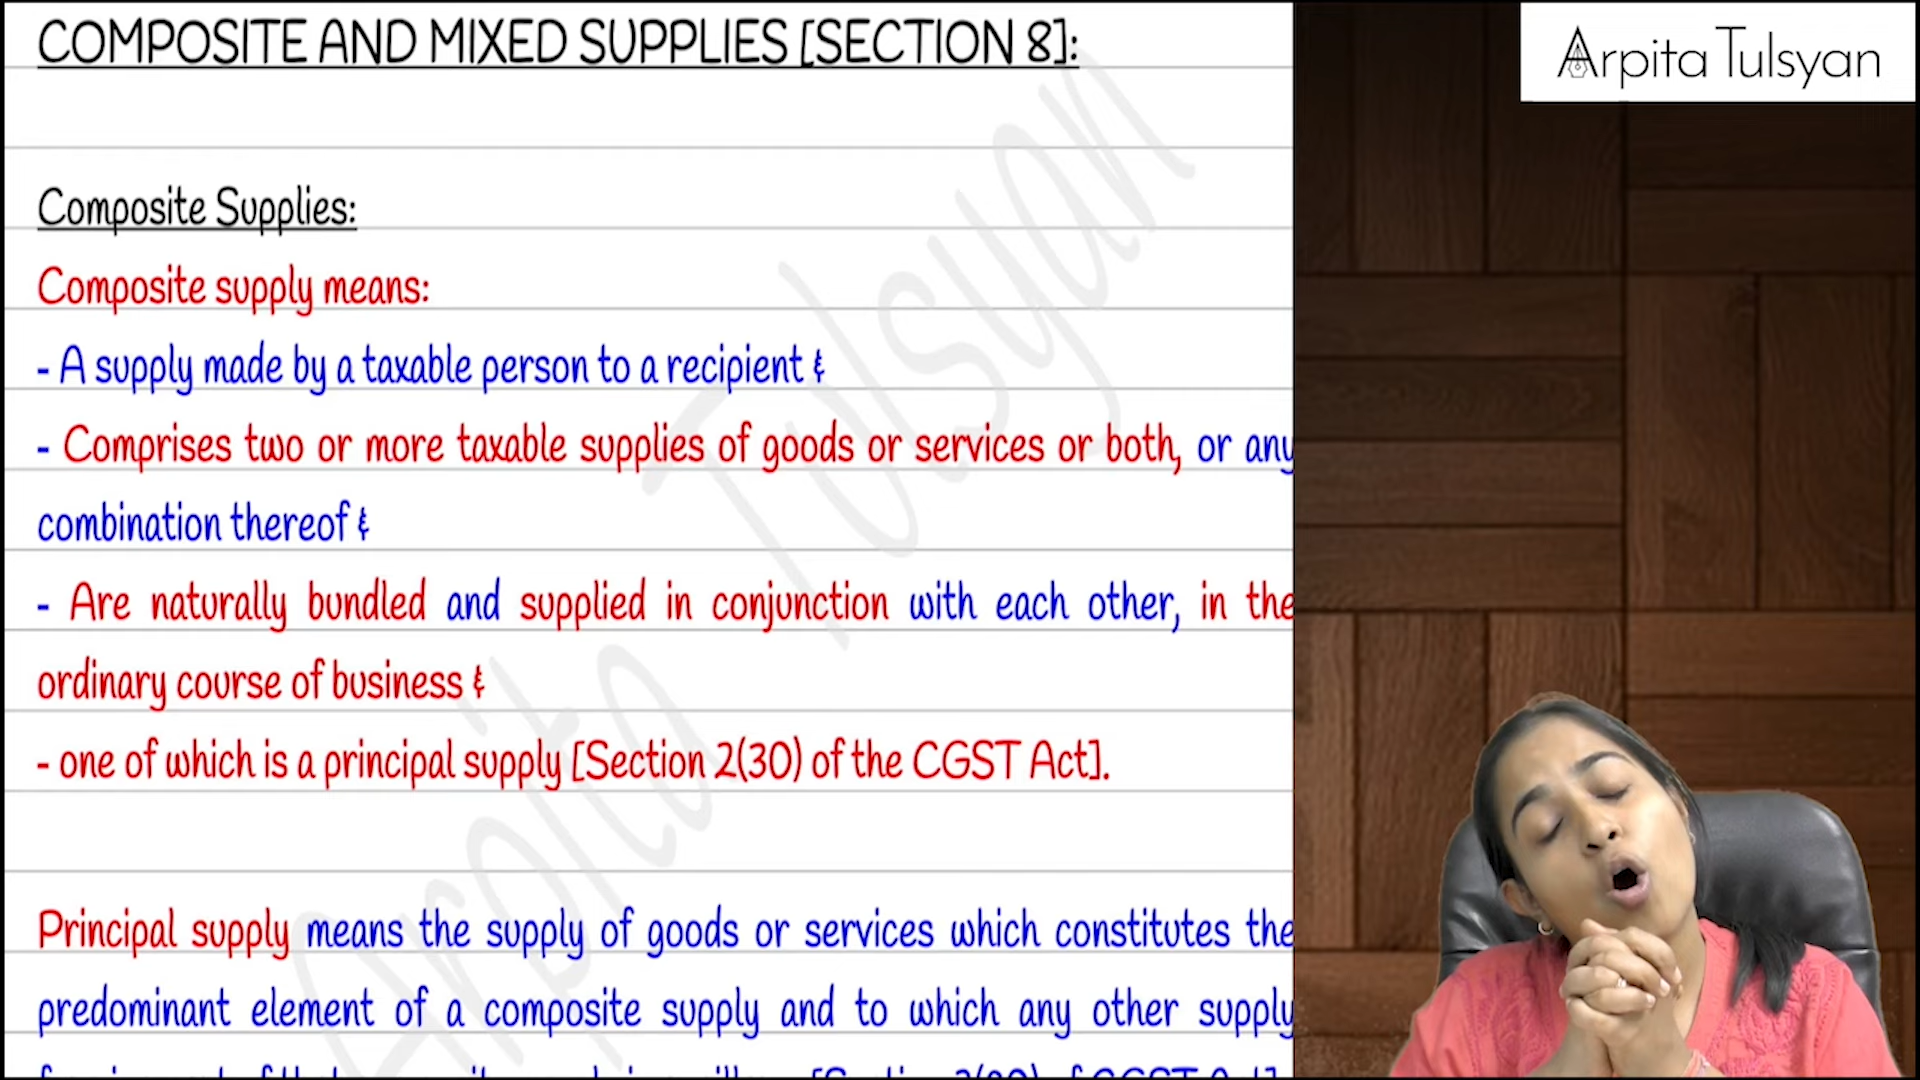 COMPOSITE AND MIXED SUPPLIES [SECTION 8]:
Arpita Tulsyan
Composite Supplies:
Composite supply means:
- A supply made by a taxable person to a recipient &
- Comprises two or more taxable supplies of goods or services or both, or any
combination thereof &
- Are naturally bundled and supplied in conjunction with each other, in the
ordinary course of business &
- one of which is a principal supply [Section 2(30) of the CGST Act].
Principal supply means the supply of goods or services which constitutes the
predominant element of a composite supply and to which any other supply
Arpita Tulsyan